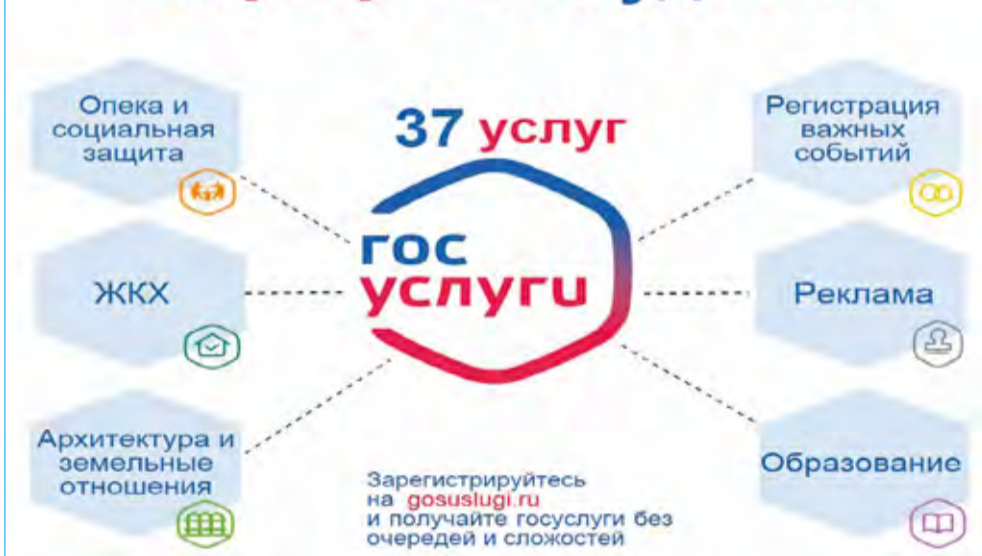 37 услуг
Опека и
социальная
защита
ЖКХ
Архитектура и
земельные
отношения
гос
услуги
Регистрация
важных
событий
Реклама
Образование
Зарегистрируйтесь
на gosuslugi.ru
и получайте госуслуги без
очередей и сложностей